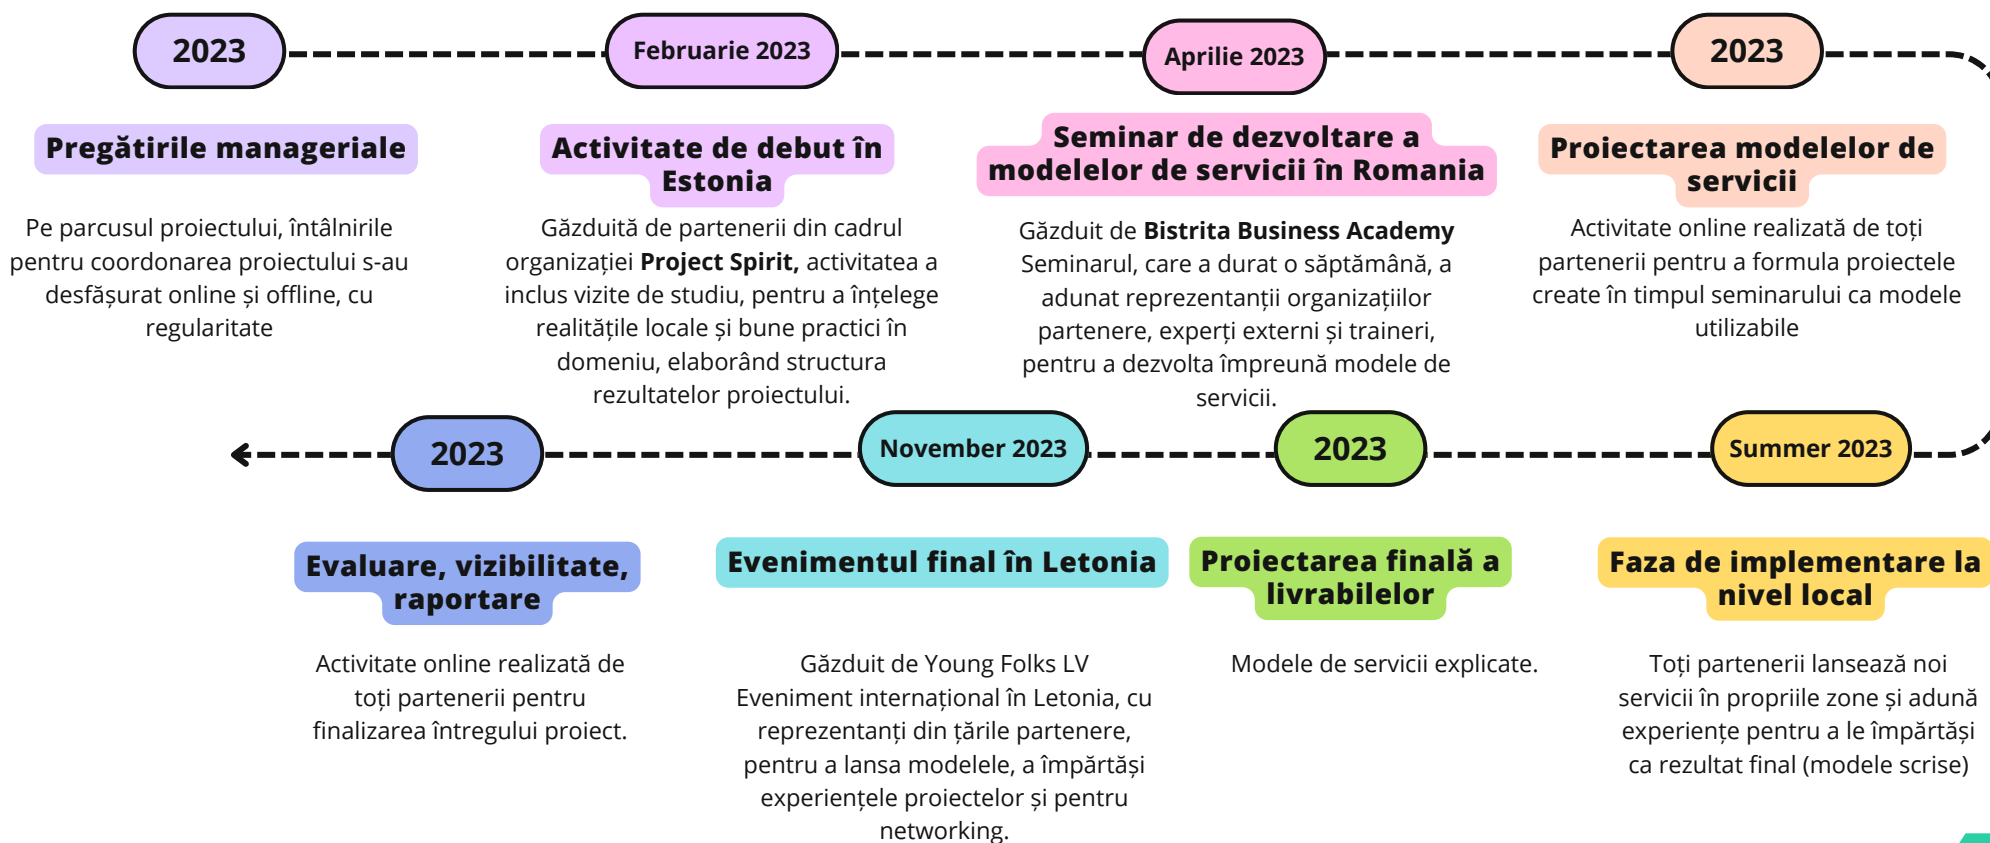 2023
Pregătirile manageriale
Pe parcusul proiectului, întâlnirile
pentru coordonarea proiectului s-au
desfășurat online și offline, cu
regularitate
Februarie 2023
Activitate de debut în
Estonia
Găzduită de partenerii din cadrul
organizației Project Spirit, activitatea a
inclus vizite de studiu, pentru a înțelege
realitățile locale și bune practici în
domeniu, elaborând structura
rezultatelor proiectului.
Aprilie 2023
Seminar de dezvoltare a
modelelor de servicii în Romania
Găzduit de Bistrita Business Academy
Seminarul, care a durat o săptămână, a
adunat reprezentanții organizațiilor
partenere, experți externi și traineri,
pentru a dezvolta împreună modele de
servicii.
2023
Proiectarea modelelor de
servicii
Activitate online realizată de toți
partenerii pentru a formula proiectele
create în timpul seminarului ca modele
utilizabile
Summer 2023
Faza de implementare la
nivel local
Toți partenerii lansează noi
servicii în propriile zone și adună
experiențe pentru a le împărtăși
ca rezultat final (modele scrise)
2023
Proiectarea finală a
livrabilelor
Modele de servicii explicate.
November 2023
Evenimentul final în Letonia
Găzduit de Young Folks LV
Eveniment internațional în Letonia, cu
reprezentanți din țările partenere,
pentru a lansa modelele, a împărtăși
experiențele proiectelor și pentru
networking.
2023
Evaluare, vizibilitate,
raportare
Activitate online realizată de
toți partenerii pentru
finalizarea întregului proiect.